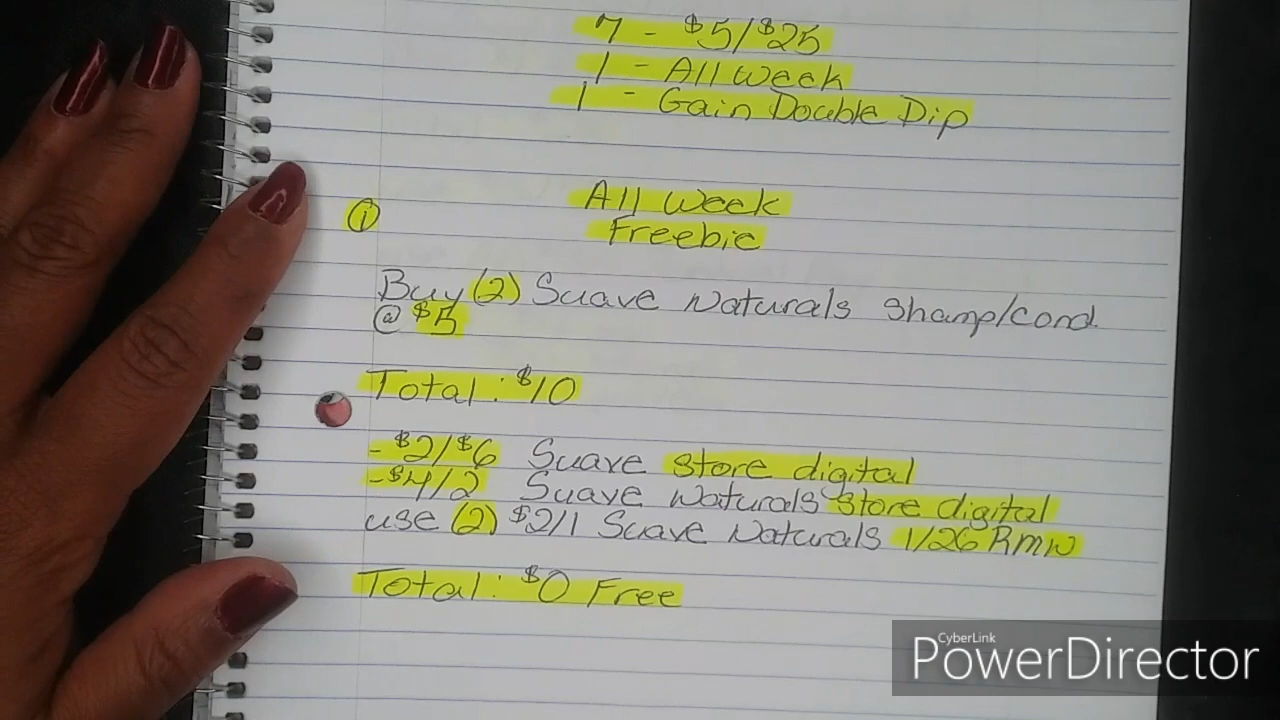 7 - $5/$25
1 - All Week
1 - Gain Double Dip
All Week
① Freebie
Buy (2) Suave Naturals Shamp/cond.
@ $5
Total: $10
-$2/$6 Suave store digital
-$4/2 Suave Naturals store digital
use (2) $2/1 Suave Naturals 1/26 RMN
Total: $0 Free
CyberLink
PowerDirector